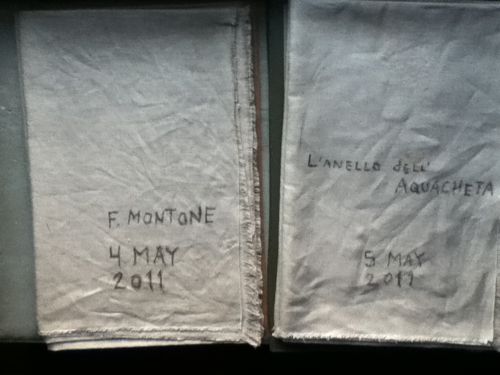 F. MONTONE
4 MAY
2011
L'ANELLO DELL'
AQUACHETA
5 MAY
2011